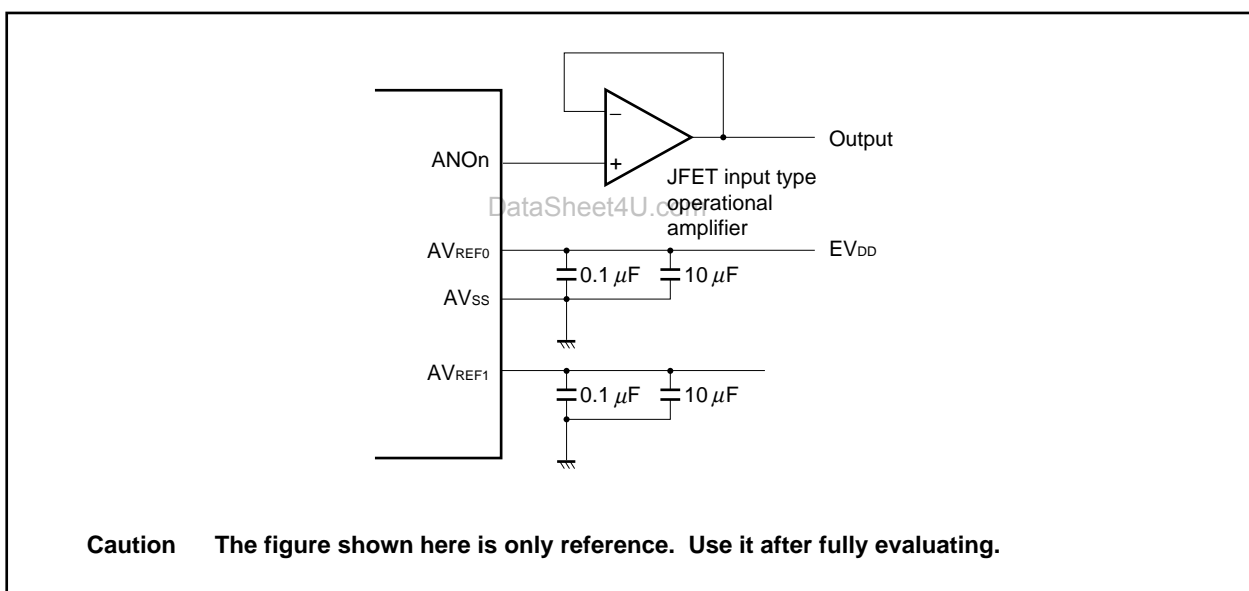 −
Output
ANOn
+
JFET input type
operational
amplifier
DataSheet4U.com
AVREF0
EVDD
0.1 μF
10 μF
AVSS
AVREF1
0.1 μF
10 μF
Caution The figure shown here is only reference. Use it after fully evaluating.